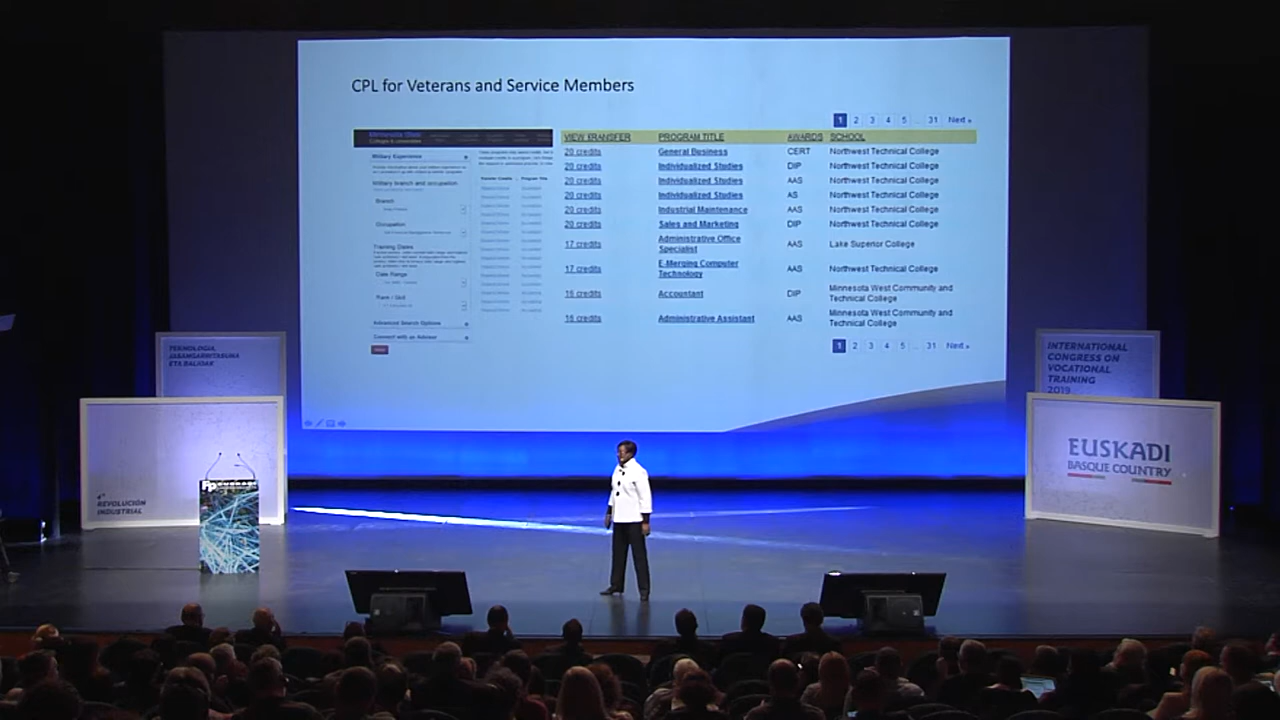 CPL for Veterans and Service Members
1 2 3 4 5 ... 31 Next »
Minnesota State
Colleges & Universities
VIEW TRANSFER PROGRAM TITLE AWARDS SCHOOL
20 credits General Business CERT Northwest Technical College
20 credits Individualized Studies DIP Northwest Technical College
20 credits Individualized Studies AAS Northwest Technical College
20 credits Individualized Studies AS Northwest Technical College
20 credits Industrial Maintenance AAS Northwest Technical College
20 credits Sales and Marketing DIP Northwest Technical College
17 credits Administrative Office
Specialist AAS Lake Superior College
17 credits E-Merging Computer
Technology AAS Northwest Technical College
16 credits Accountant DIP Minnesota West Community and
Technical College
16 credits Administrative Assistant AAS Minnesota West Community and
Technical College
1 2 3 4 5 ... 31 Next »
Military Experience
Military branch and occupation
Branch
Occupation
Training Dates
Date Range
Rank / Skill
Advanced Search Options
Connect with an Advisor
TEKNOLOGIA,
JASANGARRITASUNA
ETA BALIOAK
4ª REVOLUCIÓN
INDUSTRIAL
Fp EUSKADI
INTERNATIONAL
CONGRESS ON
VOCATIONAL
TRAINING
2019
EUSKADI
BASQUE COUNTRY